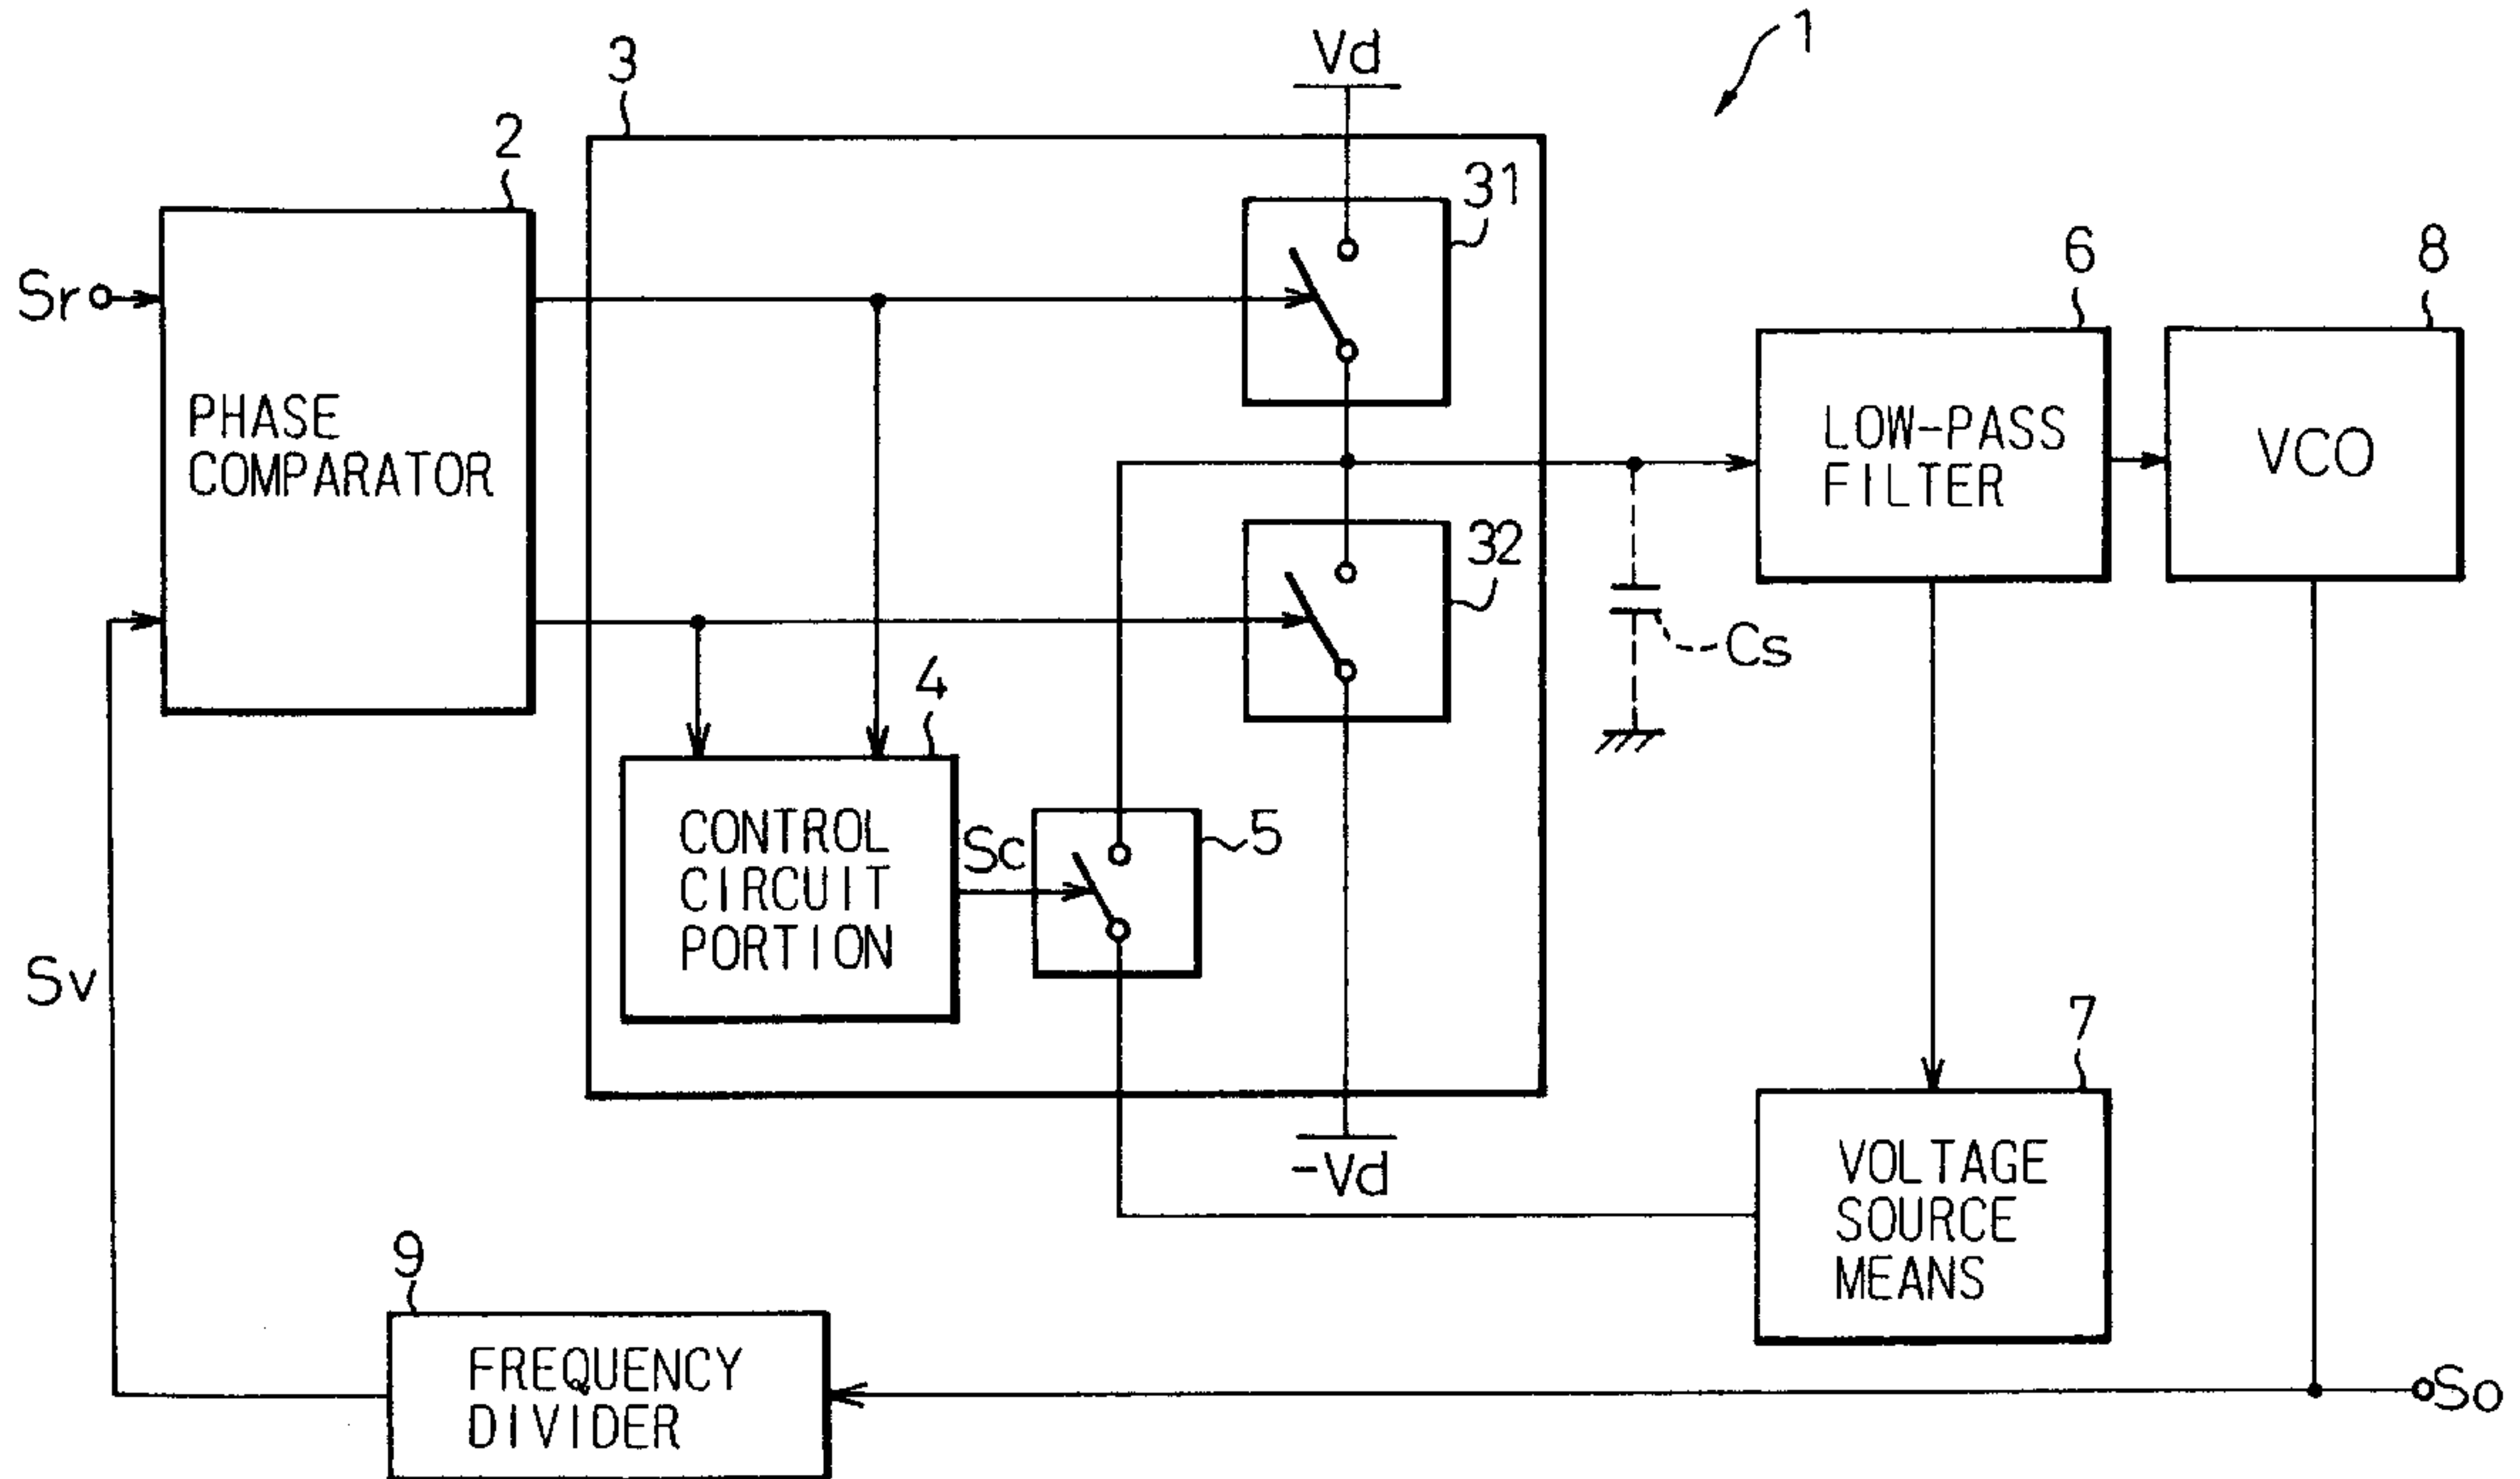 1
Vd
3
2
31
Sr
6
8
PHASE
COMPARATOR
LOW-PASS
FILTER
VCO
32
Cs
4
CONTROL
CIRCUIT
PORTION
Sc
5
Sv
7
-Vd
VOLTAGE
SOURCE
MEANS
9
FREQUENCY
DIVIDER
So